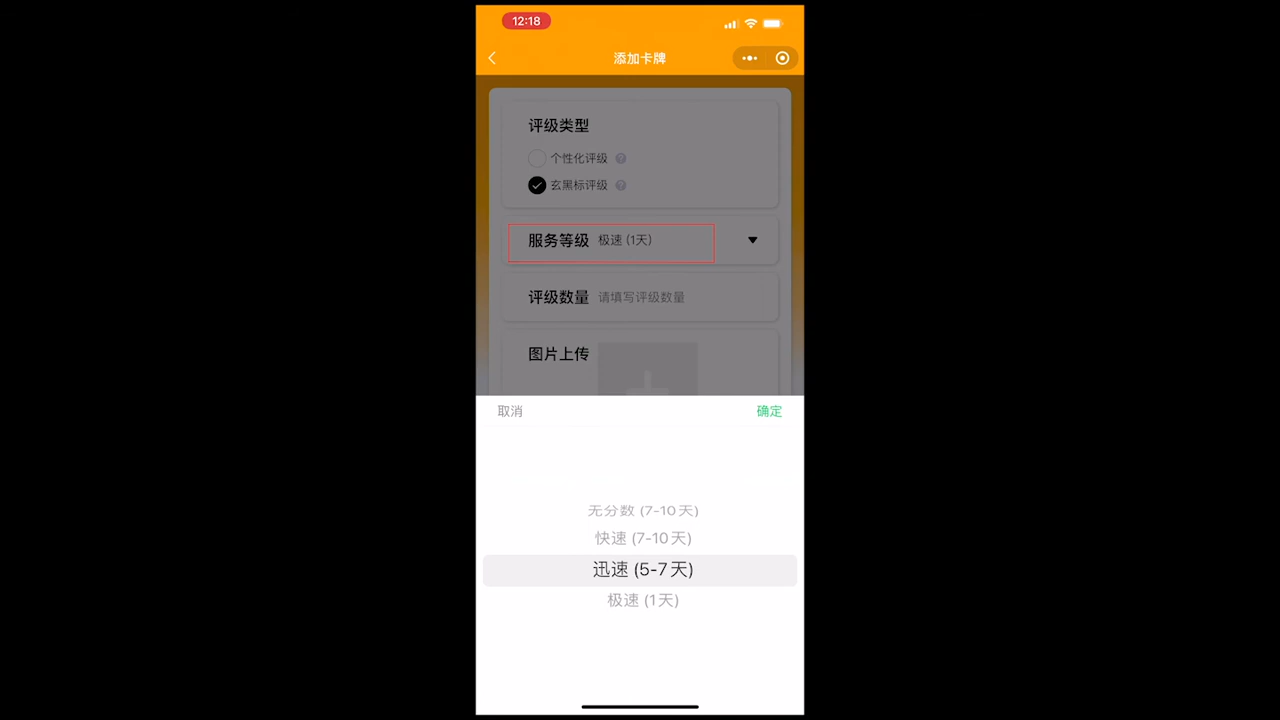 12:18
添加卡牌
评级类型
个性化评级
玄黑标评级
服务等级 极速 (1天)
评级数量 请填写评级数量
图片上传
取消 确定
无分数 (7-10天)
快速 (7-10天)
迅速 (5-7天)
极速 (1天)